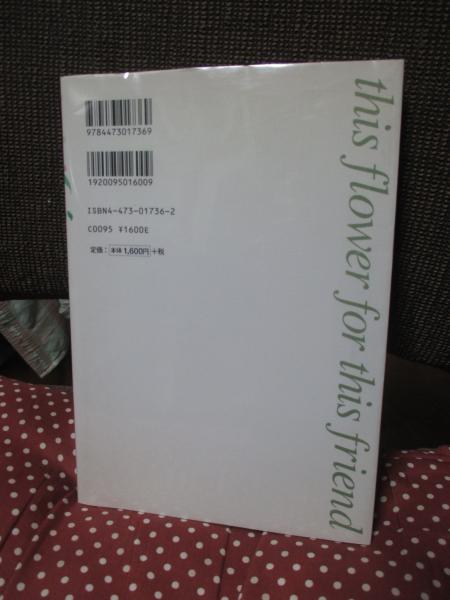 9784473017369
1920095016009
ISBN4-473-01736-2
C0095 ¥1600E
定価：本体1,600円+税
this flower for this friend